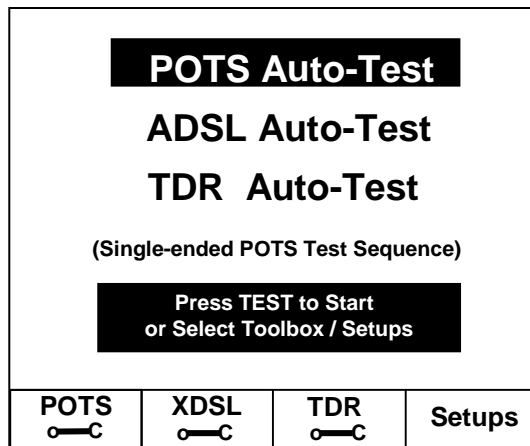 POTS Auto-Test
ADSL Auto-Test
TDR Auto-Test
(Single-ended POTS Test Sequence)
Press TEST to Start
or Select Toolbox / Setups
POTS XDSL TDR Setups